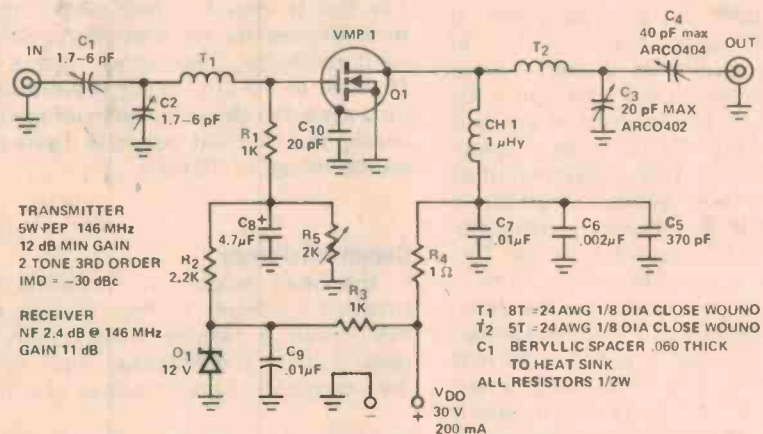 IN
C1
1.7–6 pF
C2
1.7–6 pF
T1
VMP 1
Q1
C10
20 pF
R1
1K
T2
C4
40 pF max
ARCO404
OUT
C3
20 pF MAX
ARCO402
CH 1
1 μHy
TRANSMITTER
5W PEP 146 MHz
12 dB MIN GAIN
2 TONE 3RD ORDER
IMD = –30 dBc
RECEIVER
NF 2.4 dB @ 146 MHz
GAIN 11 dB
R2
2.2K
C8
+
4.7μF
R5
2K
R3
1K
R4
1 Ω
C7
.01μF
C6
.002μF
C5
370 pF
D1
12 V
C9
.01μF
–
+
VDD
30 V
200 mA
T1 8T =24AWG 1/8 DIA CLOSE WOUND
T2 5T =24AWG 1/8 DIA CLOSE WOUND
C1 BERYLLIC SPACER .060 THICK
TO HEAT SINK
ALL RESISTORS 1/2W